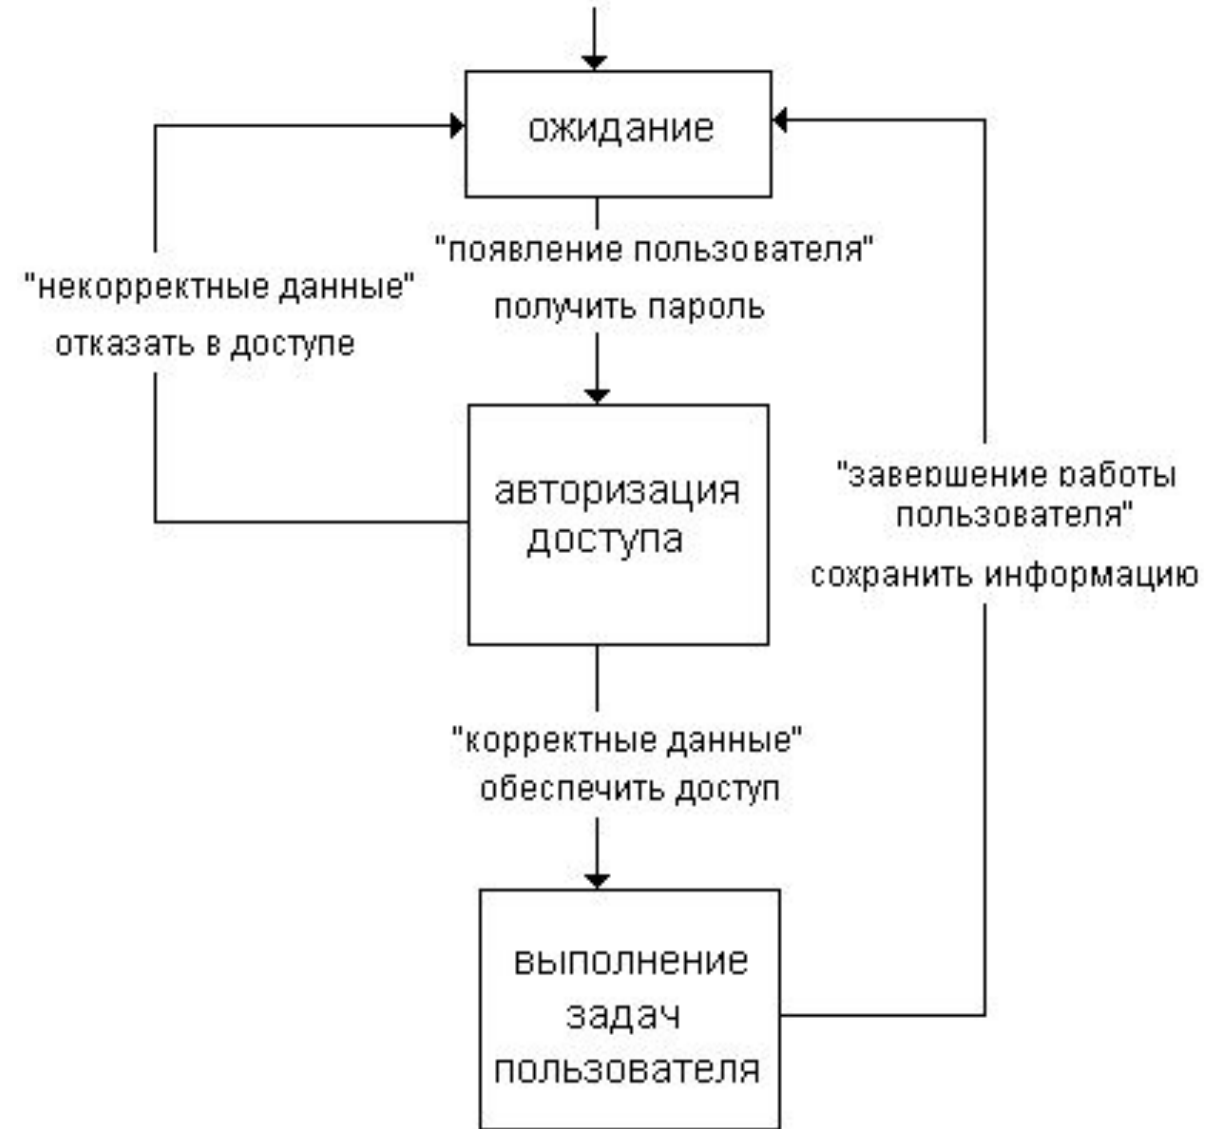 ожидание
"появление пользователя"
получить пароль
"некорректные данные"
отказать в доступе
авторизация
доступа
"завершение работы
пользователя"
сохранить информацию
"корректные данные"
обеспечить доступ
выполнение
задач
пользователя